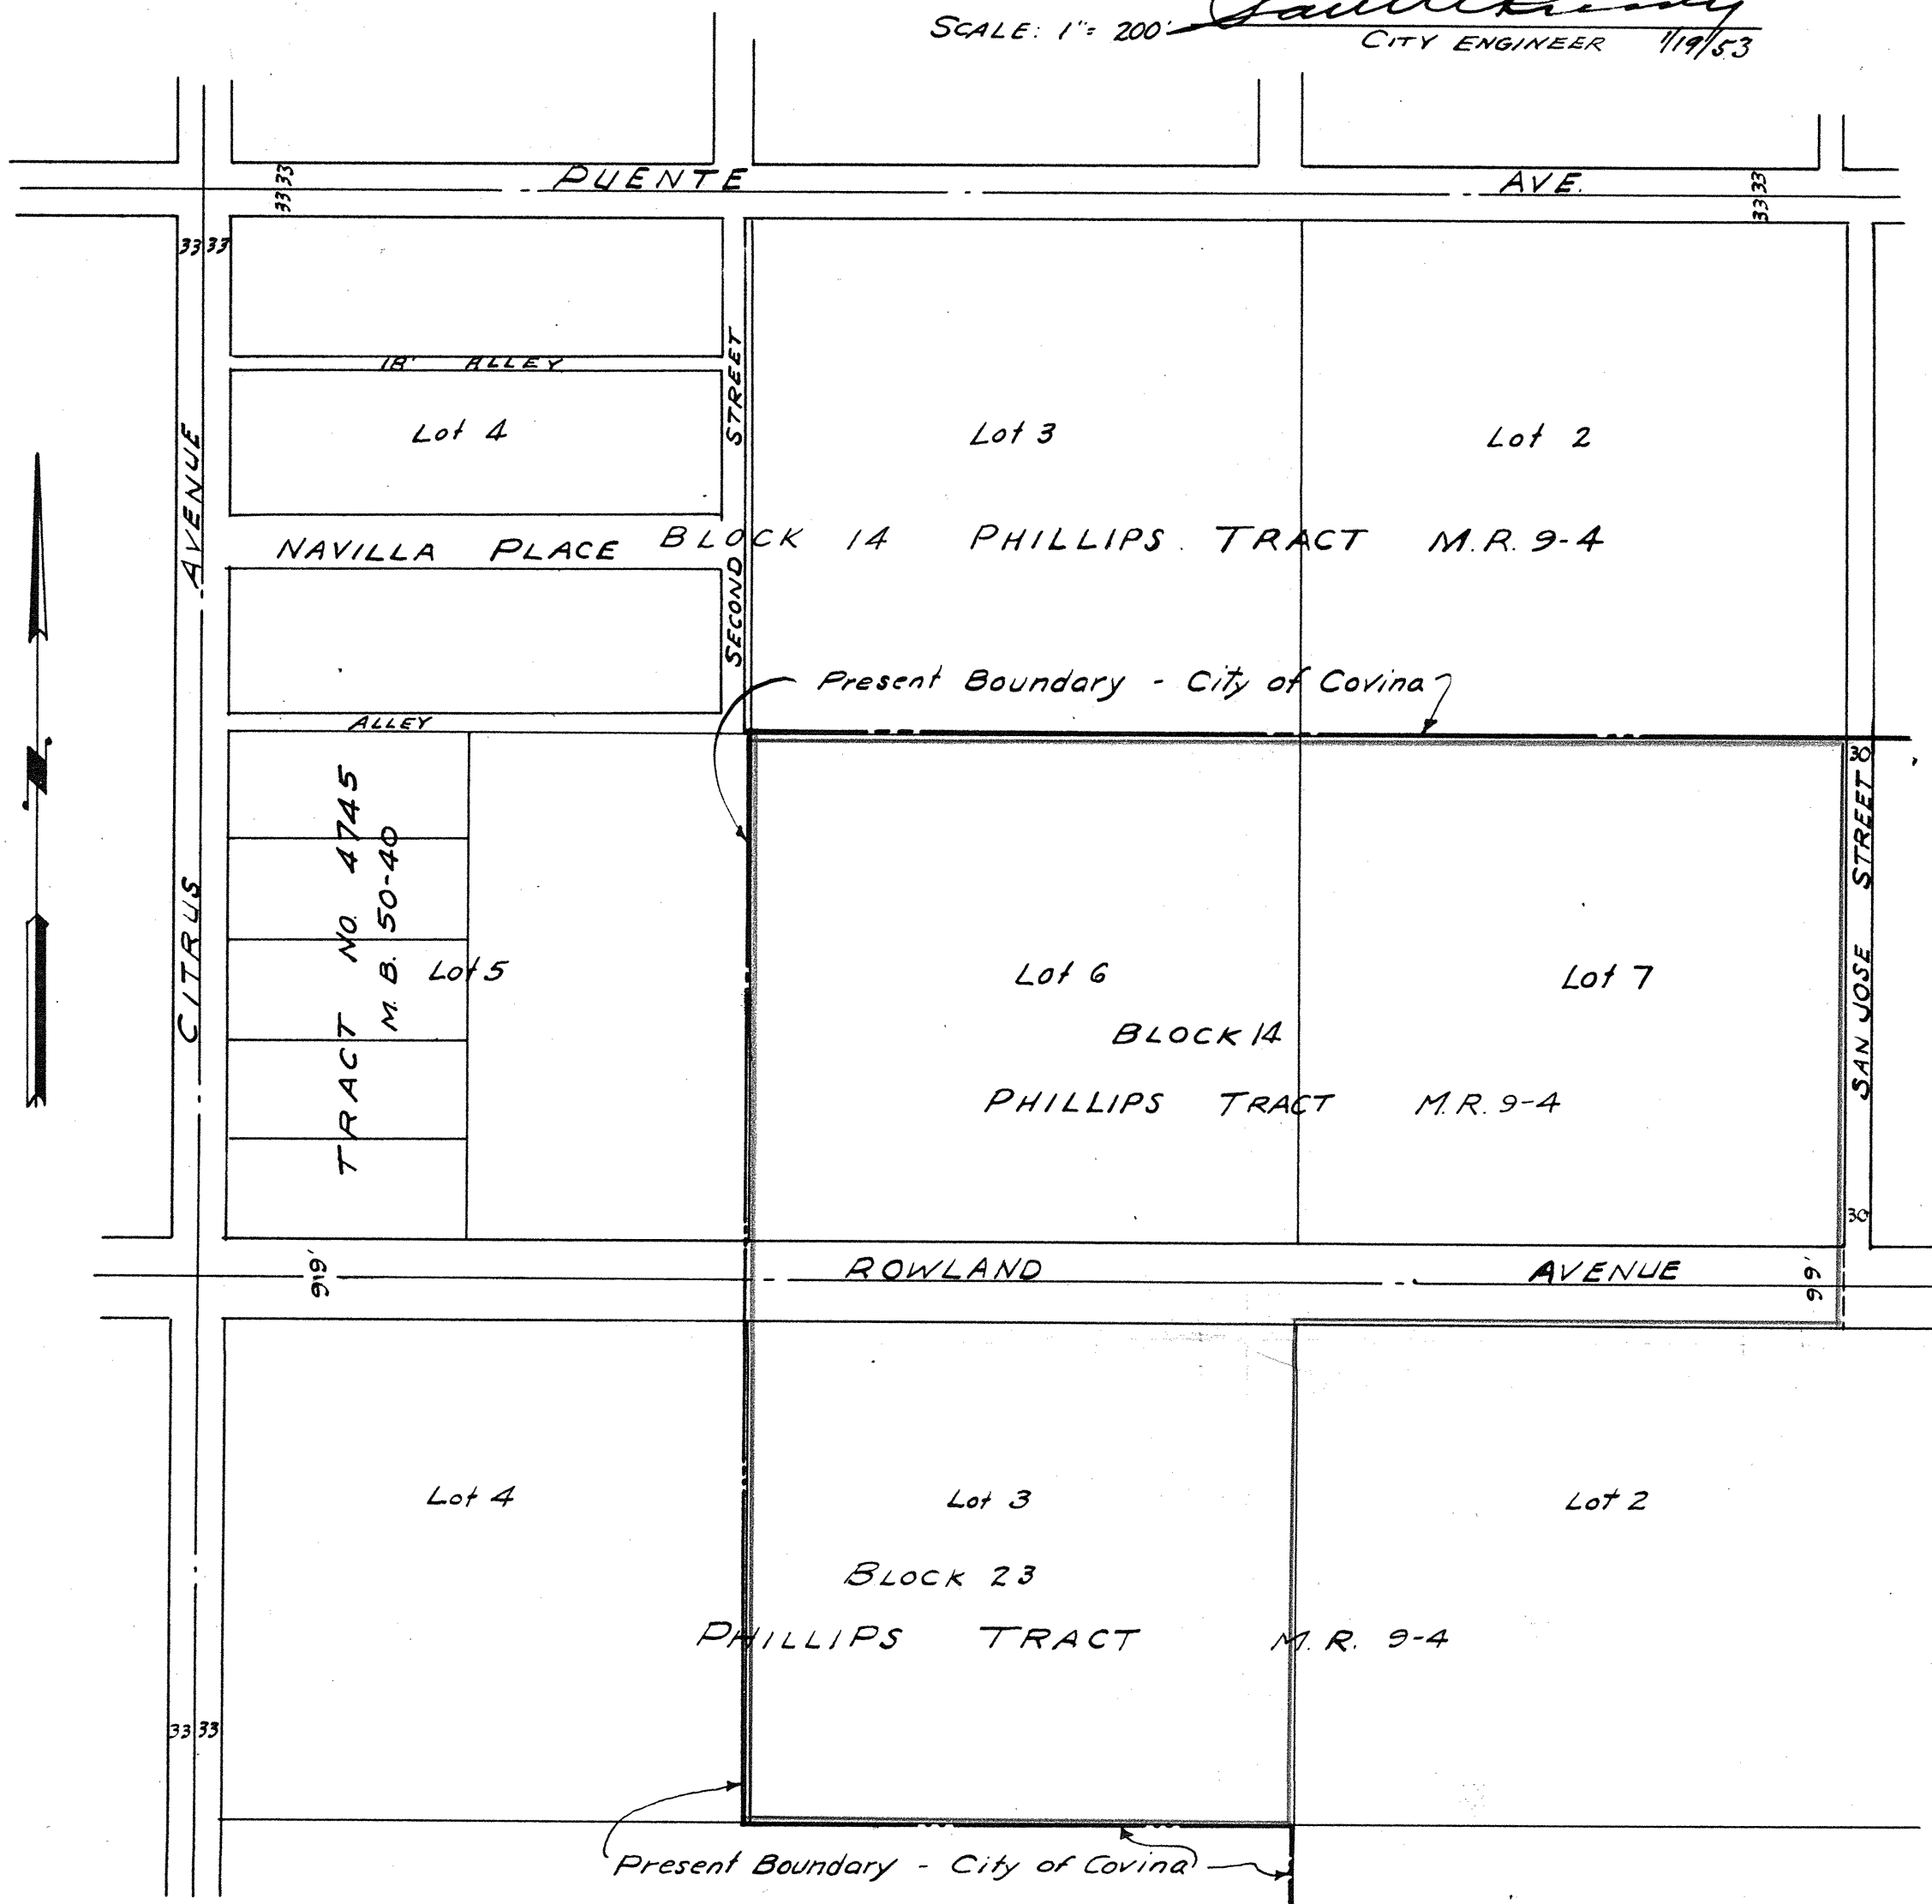 SCALE: 1"= 200'
CITY ENGINEER 1/19/53
PUENTE AVE.
33 33
33 33
33 33
18' ALLEY
Lot 4
Lot 3
Lot 2
SECOND STREET
CITRUS AVENUE
NAVILLA PLACE
BLOCK 14 PHILLIPS TRACT M.R. 9-4
Present Boundary - City of Covina
ALLEY
N
TRACT NO. 4745
M.B. 50-40
Lot 5
Lot 6
Lot 7
BLOCK 14
PHILLIPS TRACT M.R. 9-4
30
SAN JOSE STREET
30
99'
ROWLAND AVENUE
99'
Lot 4
Lot 3
Lot 2
BLOCK 23
PHILLIPS TRACT M.R. 9-4
33 33
Present Boundary - City of Covina